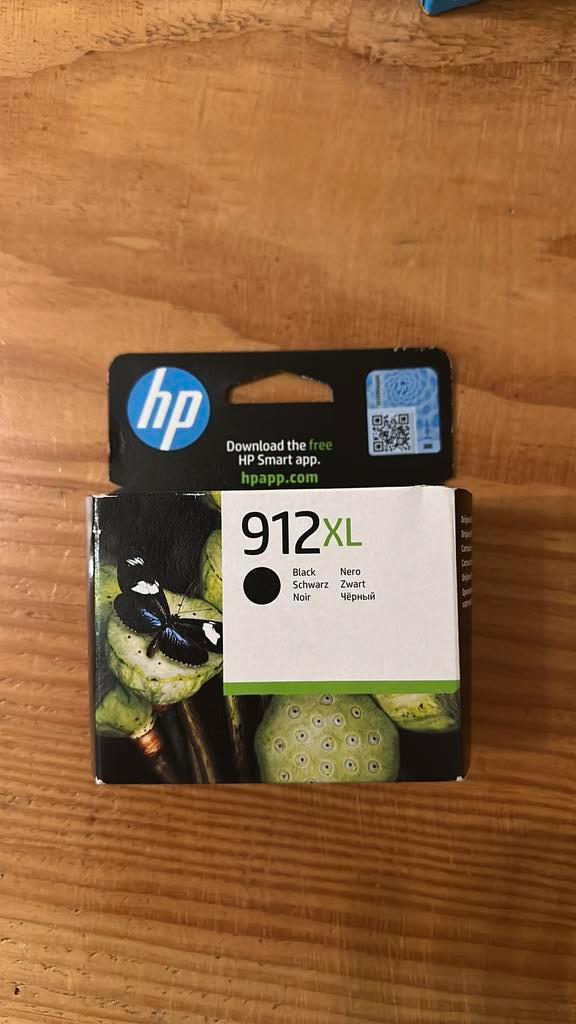 hp
Download the free
HP Smart app.
hpapp.com
912XL
Black Nero
Schwarz Zwart
Noir Чёрный